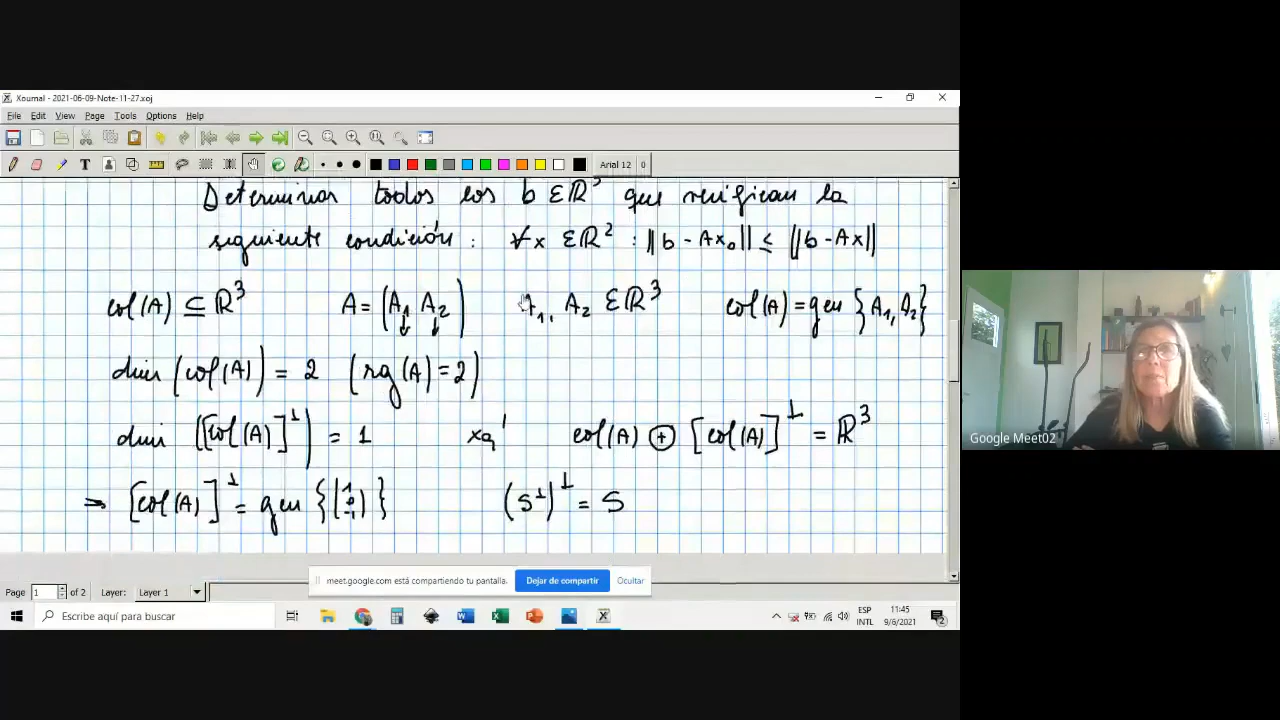 Xournal - 2021-06-09-Note-11-27.xoj
File Edit View Page Tools Options Help
Arial 12 0
Determinar todos los b ∈ ℝ³ que verifican la
siguiente condición : ∀x ∈ ℝ² : ||b - Ax₀|| ≤ ||b - Ax||
col(A) ⊆ ℝ³ A = (A₁ A₂) A₁, A₂ ∈ ℝ³ col(A) = gen {A₁, A₂}
dim (col(A)) = 2 (rg(A) = 2)
dim ([col(A)]⊥) = 1 xq' col(A) ⊕ [col(A)]⊥ = ℝ³
⇒ [col(A)]⊥ = gen {(1 0 -1)} (S⊥)⊥ = S
Google Meet02
meet.google.com está compartiendo tu pantalla. Dejar de compartir Ocultar
Page 1 of 2 Layer: Layer 1
Escribe aquí para buscar
ESP 11:45
INTL 9/6/2021 2